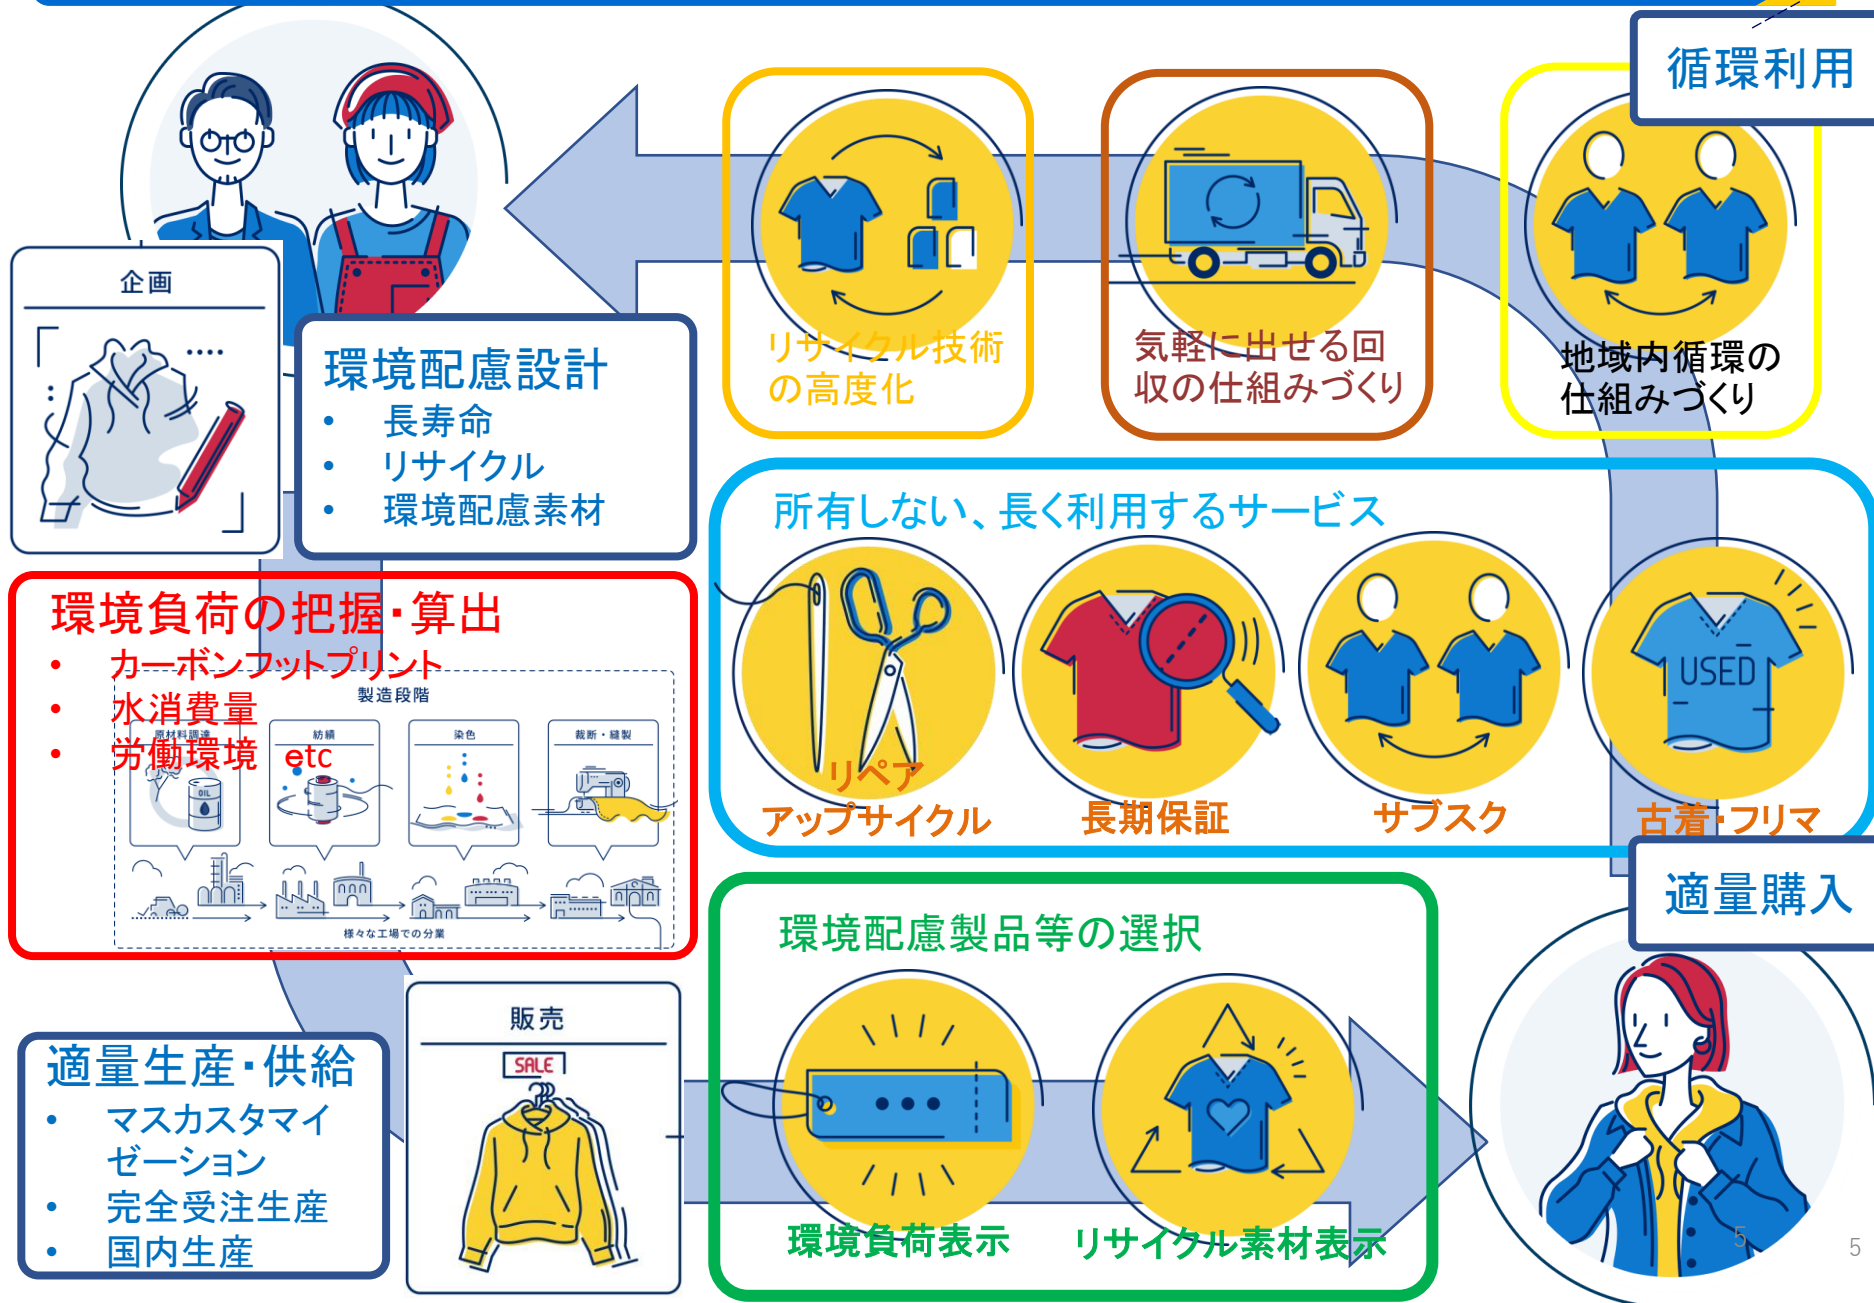 循環利用
企画
環境配慮設計
• 長寿命
• リサイクル
• 環境配慮素材
リサイクル技術
の高度化
気軽に出せる回
収の仕組みづくり
地域内循環の
仕組みづくり
所有しない、長く利用するサービス
USED
リペア
アップサイクル
長期保証
サブスク
古着・フリマ
環境負荷の把握・算出
• カーボンフットプリント
• 水消費量
• 労働環境 etc
製造段階
原材料調達
紡績
染色
裁断・縫製
OIL
様々な工場での分業
適量購入
環境配慮製品等の選択
環境負荷表示
リサイクル素材表示
販売
SALE
適量生産・供給
• マスカスタマイ
ゼーション
• 完全受注生産
• 国内生産
5
5